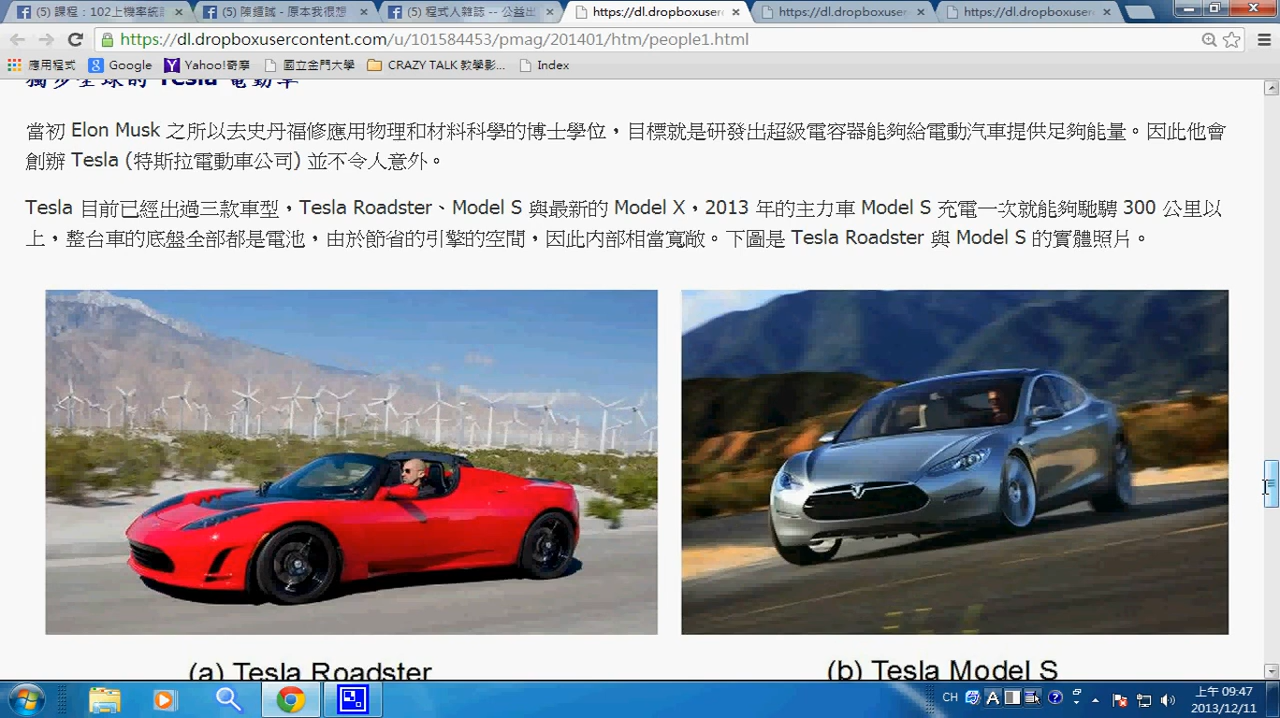 (5) 課程：102上機率統
(5) 陳鍾誠 - 原本我很想
(5) 程式人雜誌 -- 公益出
https://dl.dropboxuser
https://dl.dropboxuser
https://dl.dropboxuser
https://dl.dropboxusercontent.com/u/101584453/pmag/201401/htm/people1.html
應用程式 Google Yahoo!奇摩 國立金門大學 CRAZY TALK 教學影... Index
獨步全球的 Tesla 電動車
當初 Elon Musk 之所以去史丹福修應用物理和材料科學的博士學位，目標就是研發出超級電容器能夠給電動汽車提供足夠能量。因此他會
創辦 Tesla (特斯拉電動車公司) 並不令人意外。
Tesla 目前已經出過三款車型，Tesla Roadster、Model S 與最新的 Model X，2013 年的主力車 Model S 充電一次就能夠馳騁 300 公里以
上，整台車的底盤全部都是電池，由於節省的引擎的空間，因此內部相當寬敞。下圖是 Tesla Roadster 與 Model S 的實體照片。
(a) Tesla Roadster
(b) Tesla Model S
CH
上午 09:47
2013/12/11